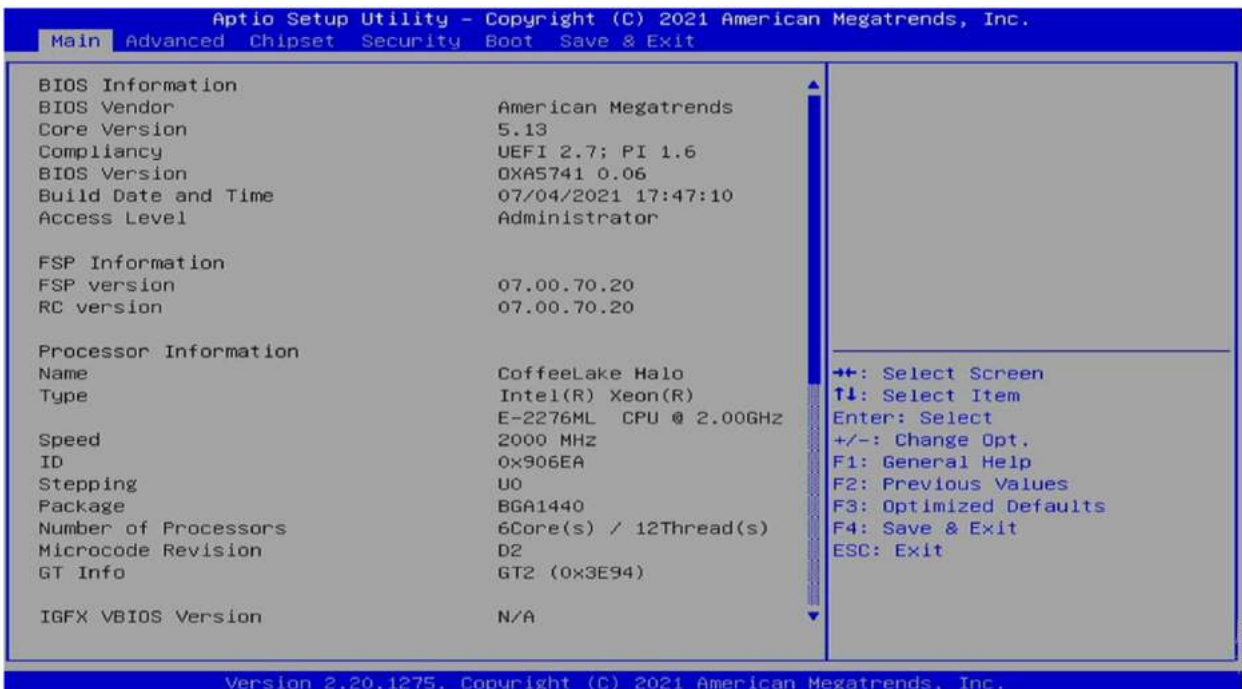 Aptio Setup Utility – Copyright (C) 2021 American Megatrends, Inc.
Main Advanced Chipset Security Boot Save & Exit
BIOS Information
BIOS Vendor American Megatrends
Core Version 5.13
Compliancy UEFI 2.7; PI 1.6
BIOS Version 0XA5741 0.06
Build Date and Time 07/04/2021 17:47:10
Access Level Administrator
FSP Information
FSP version 07.00.70.20
RC version 07.00.70.20
Processor Information
Name CoffeeLake Halo
Type Intel(R) Xeon(R)
E-2276ML CPU @ 2.00GHz
Speed 2000 MHz
ID 0x906EA
Stepping U0
Package BGA1440
Number of Processors 6Core(s) / 12Thread(s)
Microcode Revision D2
GT Info GT2 (0x3E94)
IGFX VBIOS Version N/A
→←: Select Screen
↑↓: Select Item
Enter: Select
+/-: Change Opt.
F1: General Help
F2: Previous Values
F3: Optimized Defaults
F4: Save & Exit
ESC: Exit
Version 2.20.1275. Copyright (C) 2021 American Megatrends, Inc.